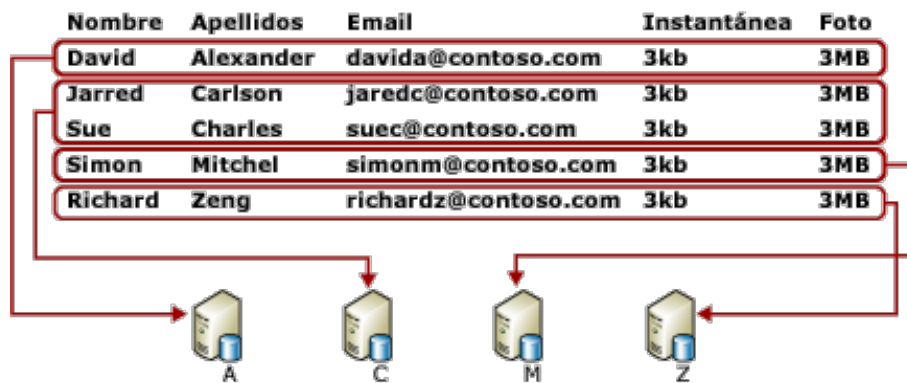 Nombre Apellidos Email Instantánea Foto
David Alexander davida@contoso.com 3kb 3MB
Jarred Carlson jaredc@contoso.com 3kb 3MB
Sue Charles suec@contoso.com 3kb 3MB
Simon Mitchel simonm@contoso.com 3kb 3MB
Richard Zeng richardz@contoso.com 3kb 3MB
A C M Z